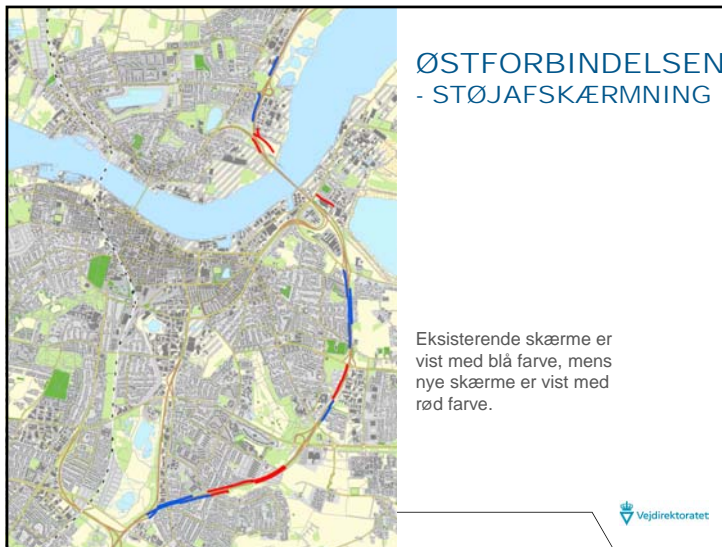 ØSTFORBINDELSEN
- STØJAFSKÆRMNING
Eksisterende skærme er
vist med blå farve, mens
nye skærme er vist med
rød farve.
Vejdirektoratet